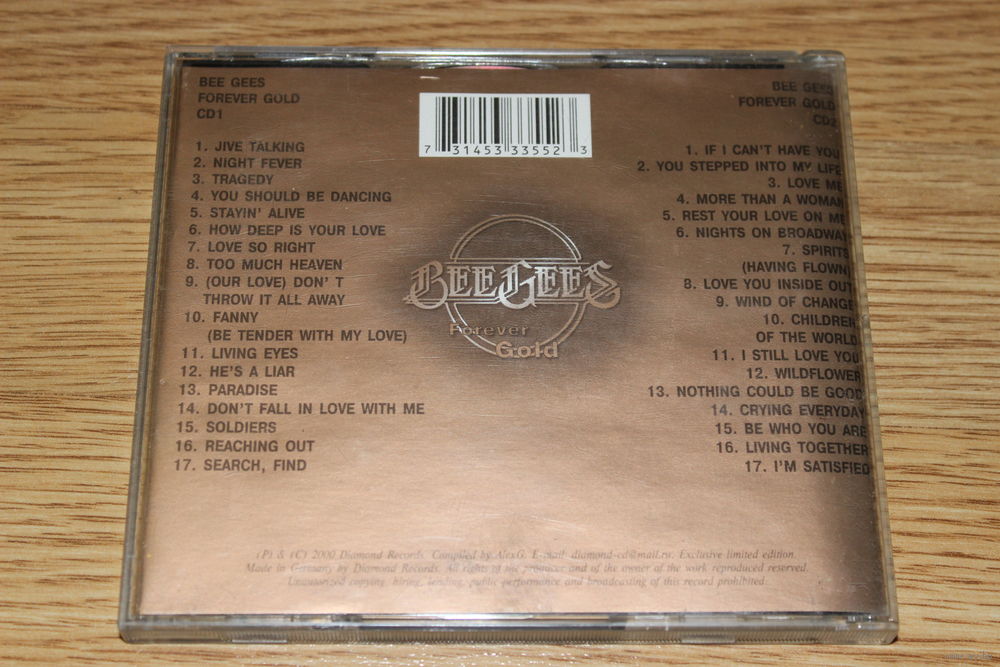 BEE GEES
FOREVER GOLD
CD1
1. JIVE TALKING
2. NIGHT FEVER
3. TRAGEDY
4. YOU SHOULD BE DANCING
5. STAYIN' ALIVE
6. HOW DEEP IS YOUR LOVE
7. LOVE SO RIGHT
8. TOO MUCH HEAVEN
9. (OUR LOVE) DON' T
THROW IT ALL AWAY
10. FANNY
(BE TENDER WITH MY LOVE)
11. LIVING EYES
12. HE'S A LIAR
13. PARADISE
14. DON'T FALL IN LOVE WITH ME
15. SOLDIERS
16. REACHING OUT
17. SEARCH, FIND
7 31453 33552 3
BEE GEES
Forever
Gold
BEE GEES
FOREVER GOLD
CD2
1. IF I CAN'T HAVE YOU
2. YOU STEPPED INTO MY LIFE
3. LOVE ME
4. MORE THAN A WOMAN
5. REST YOUR LOVE ON ME
6. NIGHTS ON BROADWAY
7. SPIRITS
(HAVING FLOWN)
8. LOVE YOU INSIDE OUT
9. WIND OF CHANGE
10. CHILDREN
OF THE WORLD
11. I STILL LOVE YOU
12. WILDFLOWER
13. NOTHING COULD BE GOOD
14. CRYING EVERYDAY
15. BE WHO YOU ARE
16. LIVING TOGETHER
17. I'M SATISFIED
(P) & (C) 2000 Diamond Records. Compiled by AlexG. E-mail: diamond-cd@mail.ru. Exclusive limited edition.
Made in Germany by Diamond Records. All rights to the producer and of the owner of the work reproduced reserved.
Unautorized copying, hiring, lending, public performance and broadcasting of this record prohibited.